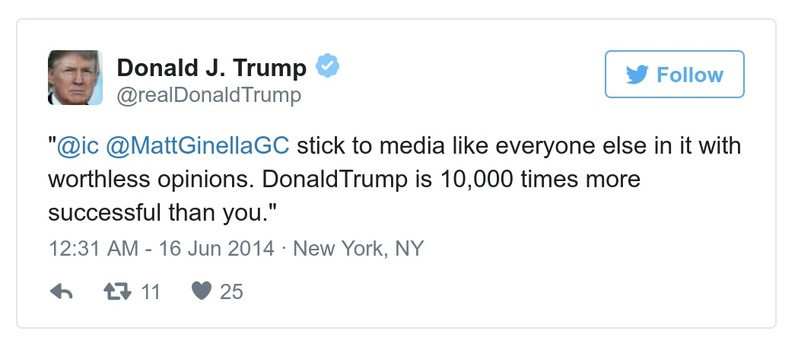 Donald J. Trump
@realDonaldTrump
Follow
"@ic @MattGinellaGC stick to media like everyone else in it with
worthless opinions. DonaldTrump is 10,000 times more
successful than you."
12:31 AM - 16 Jun 2014 · New York, NY
11 25